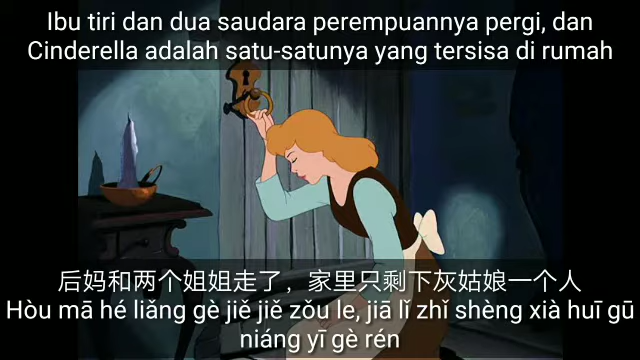 Ibu tiri dan dua saudara perempuannya pergi, dan
Cinderella adalah satu-satunya yang tersisa di rumah
后妈和两个姐姐走了，家里只剩下灰姑娘一个人
Hòu mā hé liǎng gè jiě jiě zǒu le, jiā lǐ zhǐ shèng xià huī gū
niáng yī gè rén